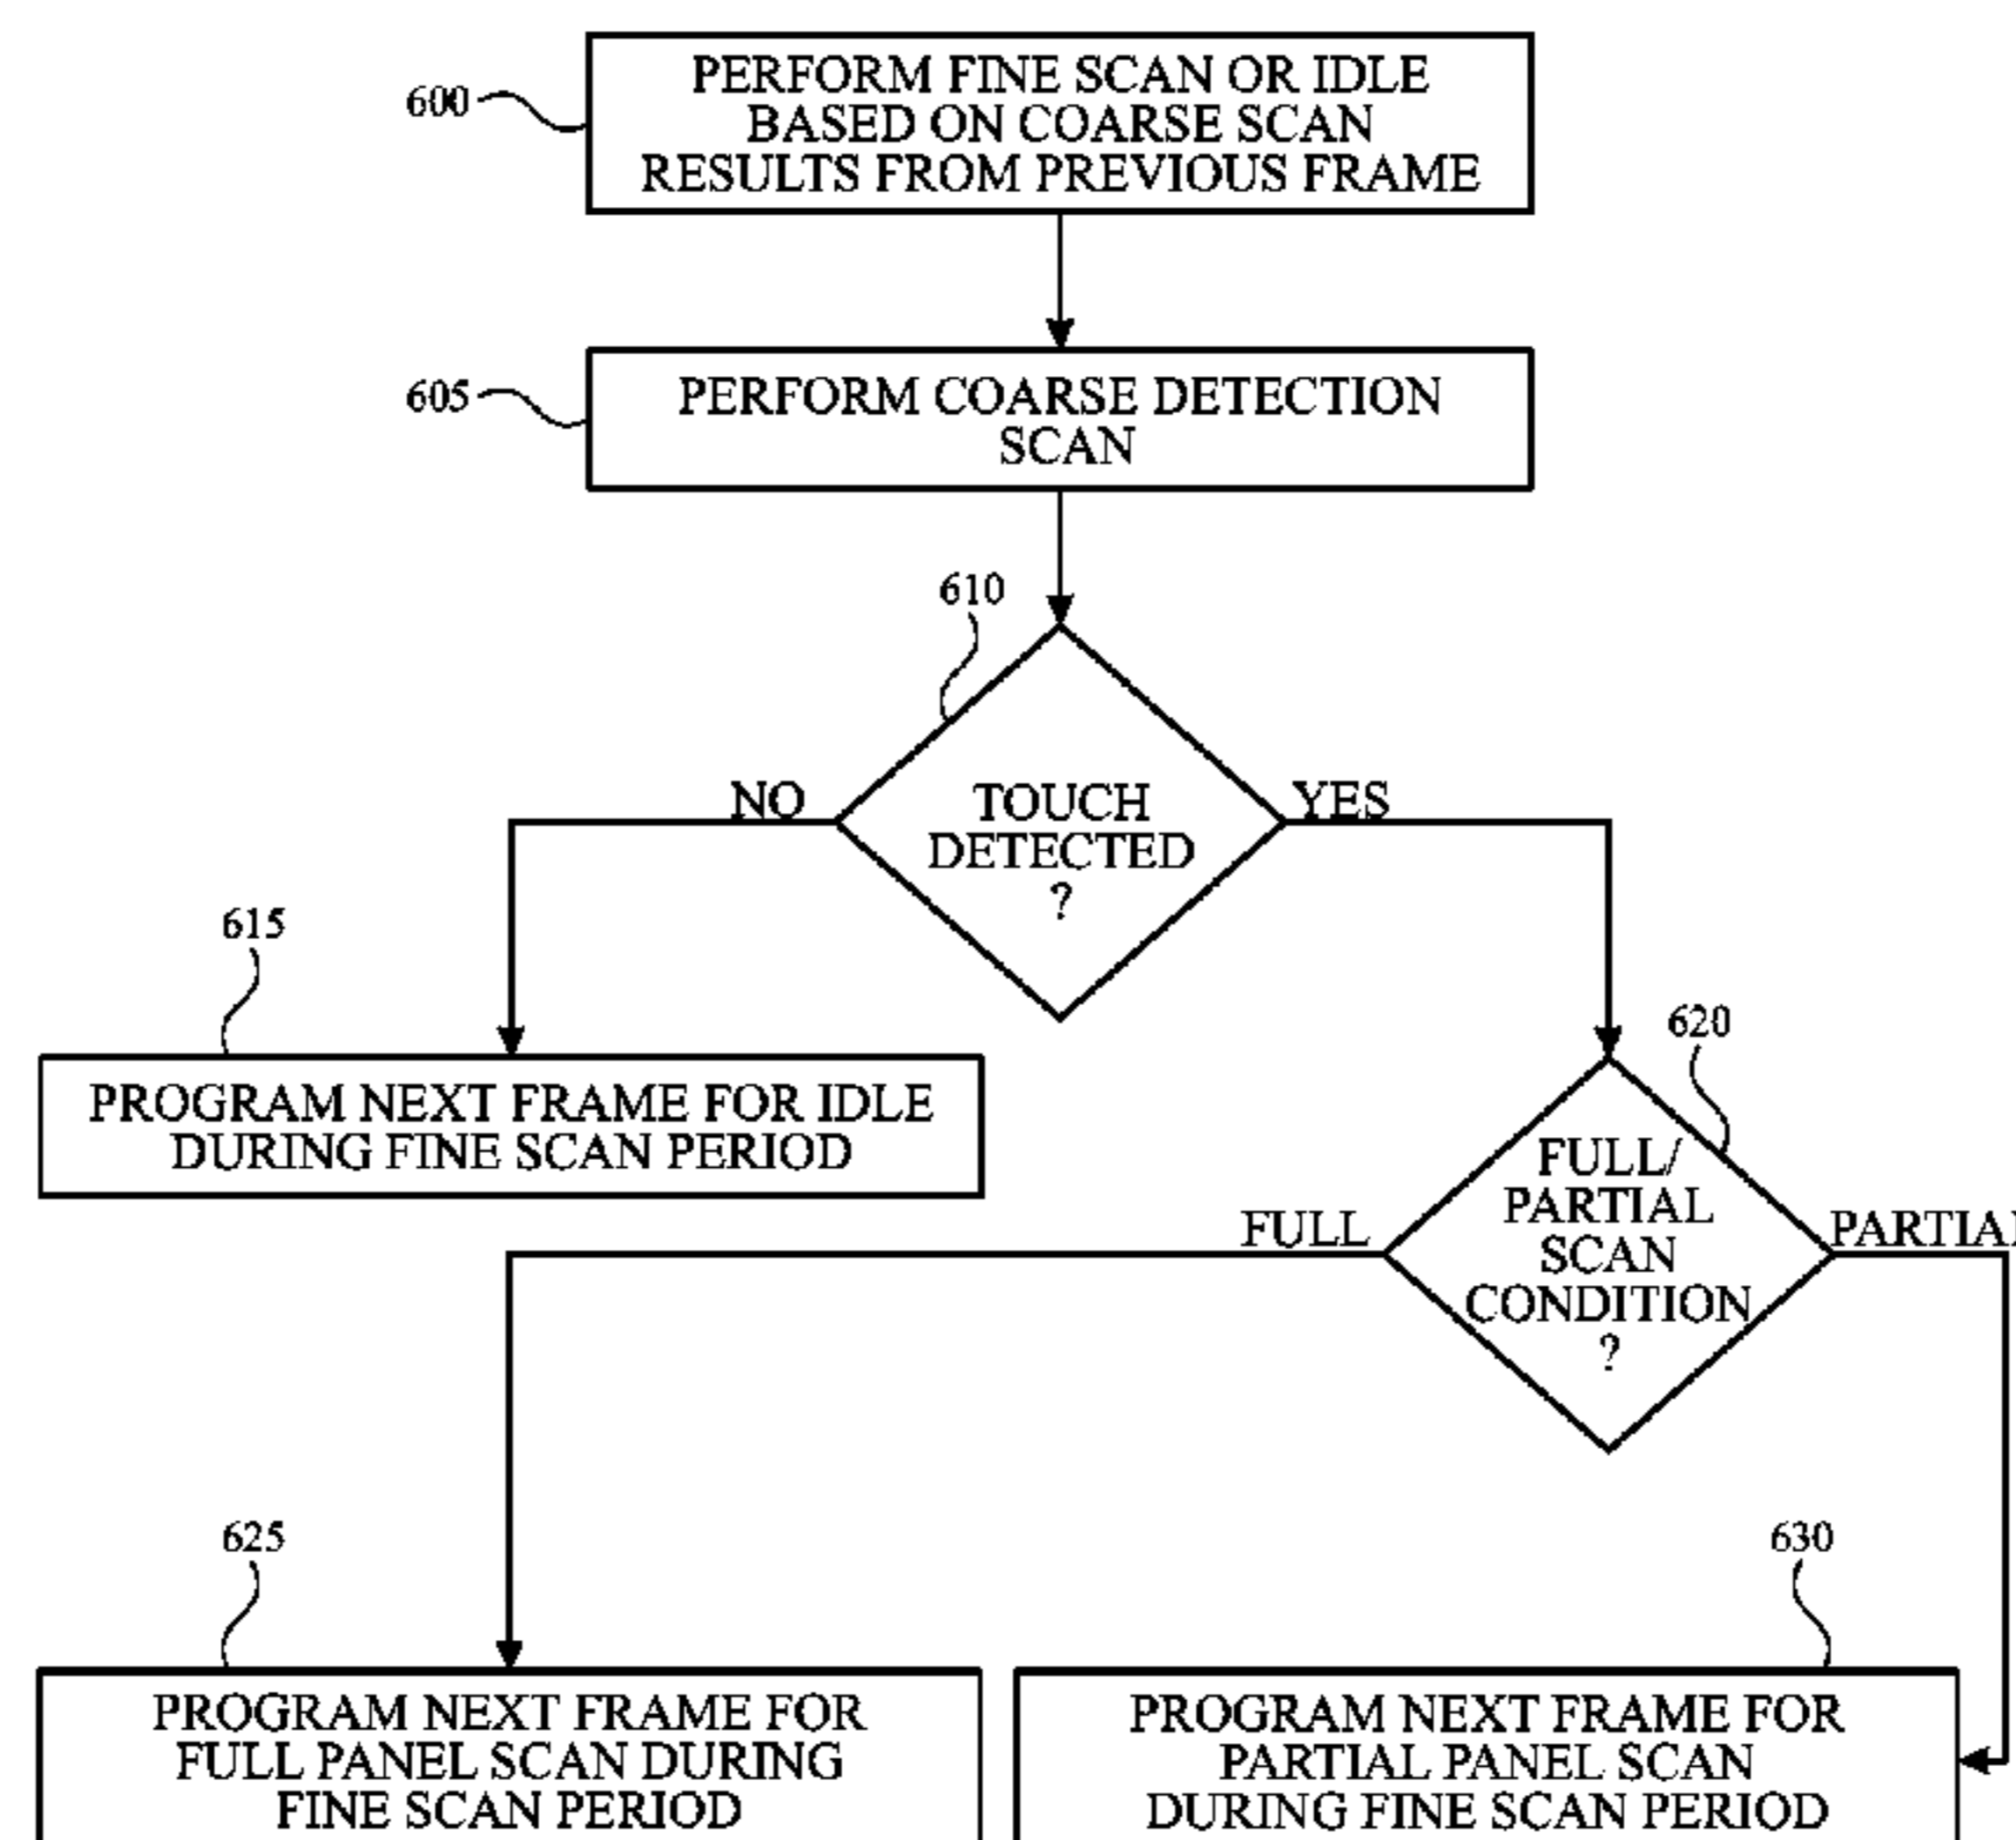 600
PERFORM FINE SCAN OR IDLE
BASED ON COARSE SCAN
RESULTS FROM PREVIOUS FRAME
605
PERFORM COARSE DETECTION
SCAN
610
TOUCH
DETECTED
?
NO
YES
615
PROGRAM NEXT FRAME FOR IDLE
DURING FINE SCAN PERIOD
620
FULL/
PARTIAL
SCAN
CONDITION
?
FULL
PARTIAL
625
PROGRAM NEXT FRAME FOR
FULL PANEL SCAN DURING
FINE SCAN PERIOD
630
PROGRAM NEXT FRAME FOR
PARTIAL PANEL SCAN
DURING FINE SCAN PERIOD